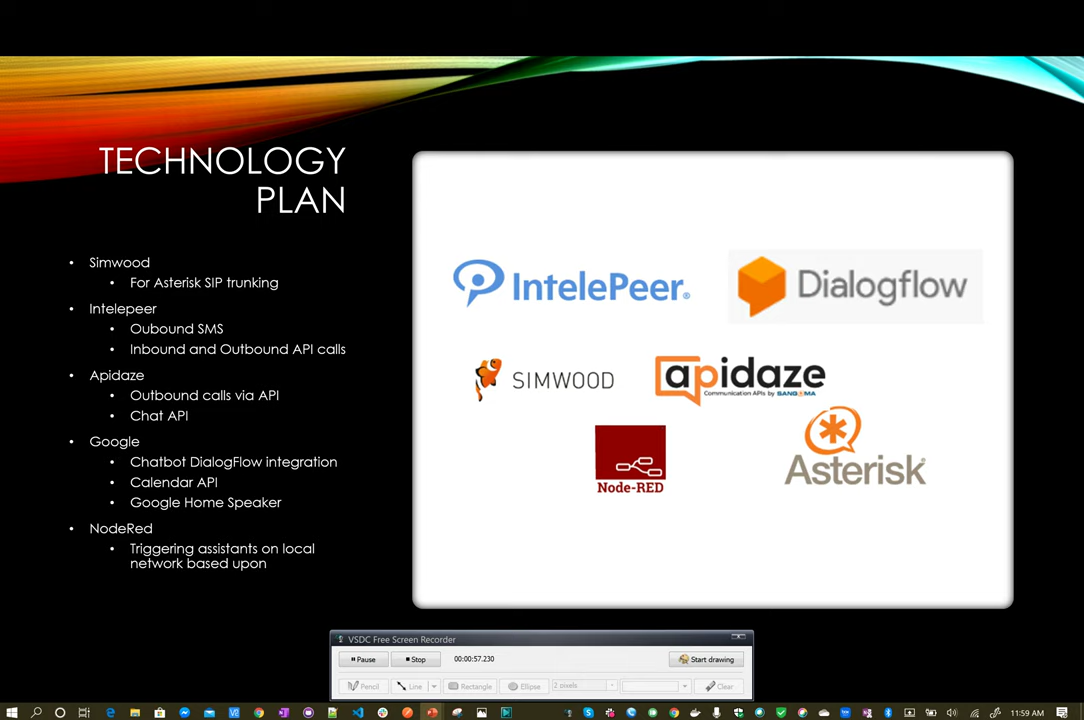 TECHNOLOGY
PLAN
• Simwood
• For Asterisk SIP trunking
• Intelepeer
• Oubound SMS
• Inbound and Outbound API calls
• Apidaze
• Outbound calls via API
• Chat API
• Google
• Chatbot DialogFlow integration
• Calendar API
• Google Home Speaker
• NodeRed
• Triggering assistants on local
network based upon
IntelePeer®
Dialogflow
SIMWOOD
apidaze
Communication APIs by SANGOMA
Node-RED
Asterisk®
VSDC Free Screen Recorder
Pause
Stop
00:00:57.230
Start drawing
Pencil
Line
Rectangle
Ellipse
2 pixels
Clear
11:59 AM